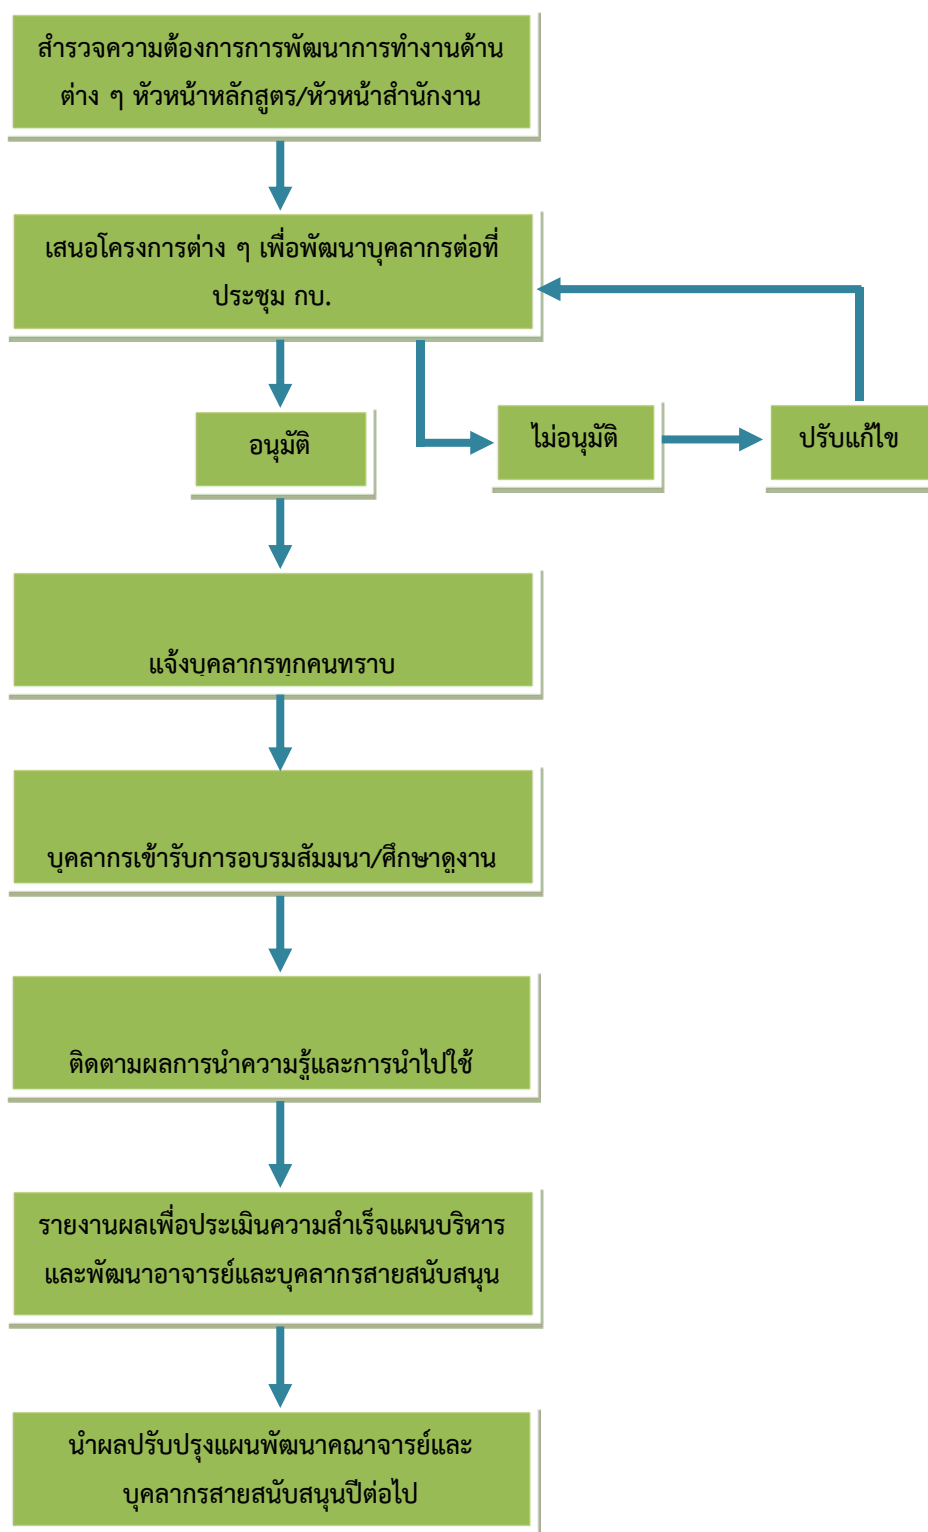 สำรวจความต้องการการพัฒนาการทำงานด้าน
ต่าง ๆ หัวหน้าหลักสูตร/หัวหน้าสำนักงาน
เสนอโครงการต่าง ๆ เพื่อพัฒนาบุคลากรต่อที่
ประชุม กบ.
อนุมัติ
ไม่อนุมัติ
ปรับแก้ไข
แจ้งบุคลากรทุกคนทราบ
บุคลากรเข้ารับการอบรมสัมมนา/ศึกษาดูงาน
ติดตามผลการนำความรู้และการนำไปใช้
รายงานผลเพื่อประเมินความสำเร็จแผนบริหาร
และพัฒนาอาจารย์และบุคลากรสายสนับสนุน
นำผลปรับปรุงแผนพัฒนาคณาจารย์และ
บุคลากรสายสนับสนุนปีต่อไป